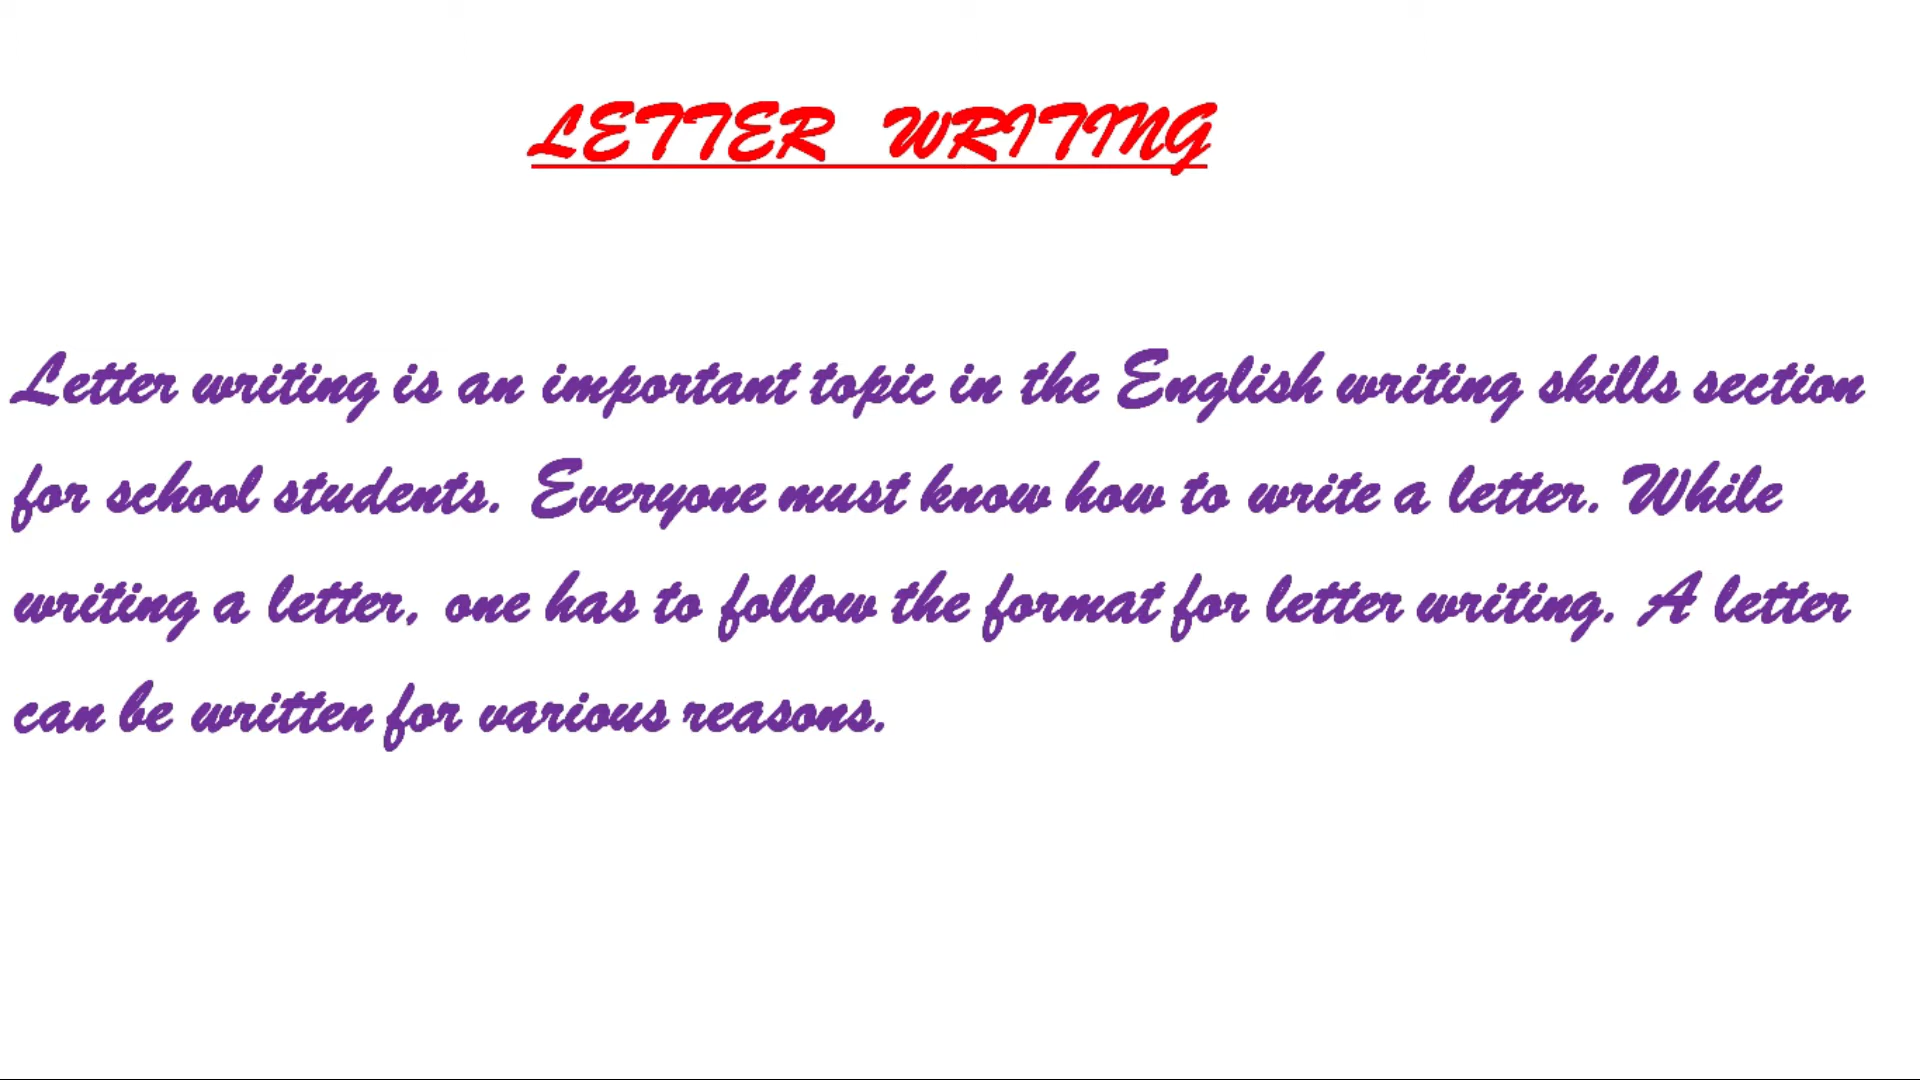 LETTER WRITING
Letter writing is an important topic in the English writing skills section
for school students. Everyone must know how to write a letter. While
writing a letter, one has to follow the format for letter writing. A letter
can be written for various reasons.